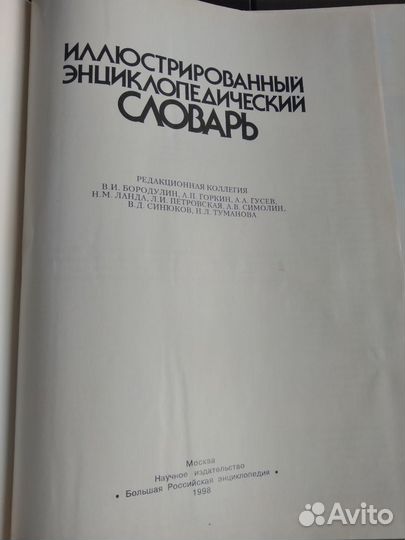 ИЛЛЮСТРИРОВАННЫЙ
ЭНЦИКЛОПЕДИЧЕСКИЙ
СЛОВАРЬ
РЕДАКЦИОННАЯ КОЛЛЕГИЯ
В.И. БОРОДУЛИН, А.П. ГОРКИН, А.А. ГУСЕВ,
Н.М. ЛАНДА, Л.И. ПЕТРОВСКАЯ, А.В. СИМОЛИН,
В.Д. СИНЮКОВ, Н.Л. ТУМАНОВА
Москва
Научное издательство
• Большая Российская энциклопедия •
1998
Avito